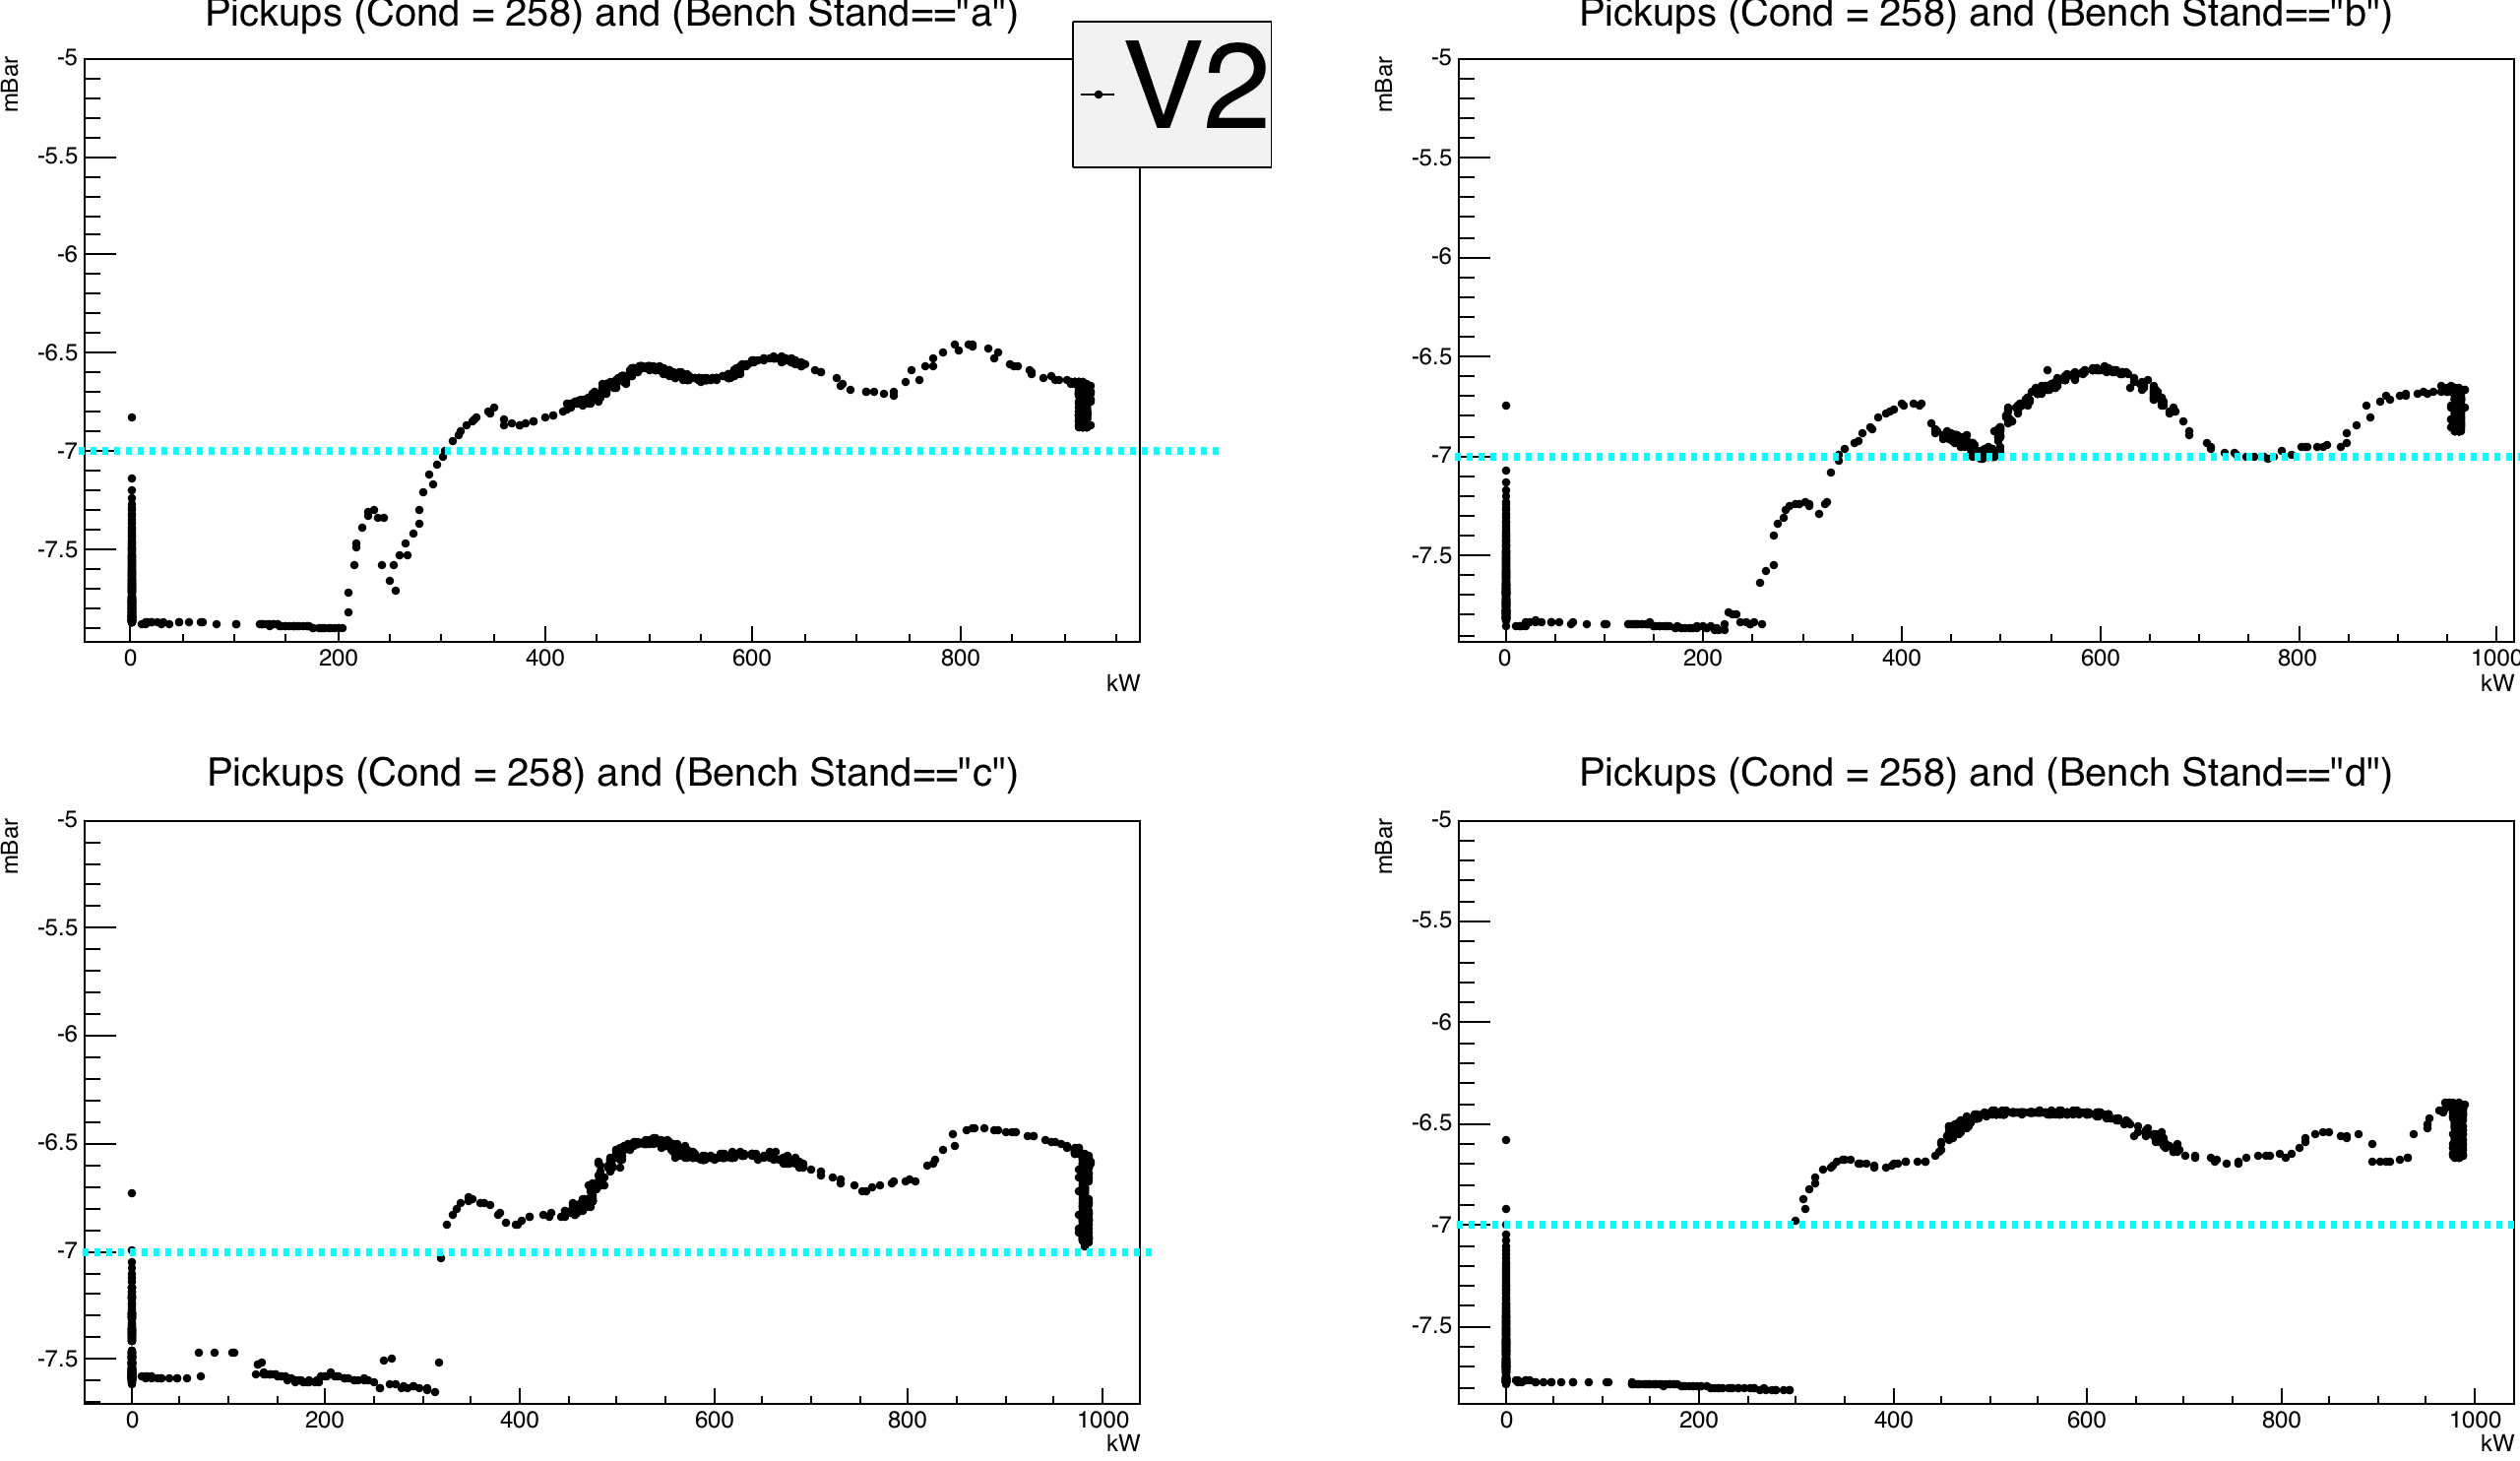 Pickups (Cond = 258) and (Bench Stand=="a")
mBar
-5
-5.5
-6
-6.5
-7
-7.5
0 200 400 600 800
kW
V2
Pickups (Cond = 258) and (Bench Stand=="b")
mBar
-5
-5.5
-6
-6.5
-7
-7.5
0 200 400 600 800 1000
kW
Pickups (Cond = 258) and (Bench Stand=="c")
mBar
-5
-5.5
-6
-6.5
-7
-7.5
0 200 400 600 800 1000
kW
Pickups (Cond = 258) and (Bench Stand=="d")
mBar
-5
-5.5
-6
-6.5
-7
-7.5
0 200 400 600 800 1000
kW